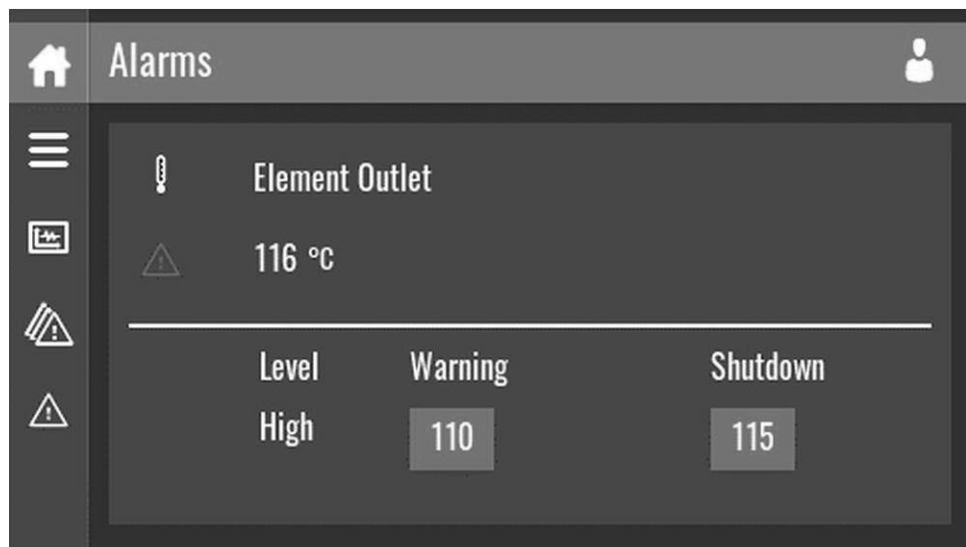 Alarms
Element Outlet
116 °C
Level Warning Shutdown
High 110 115